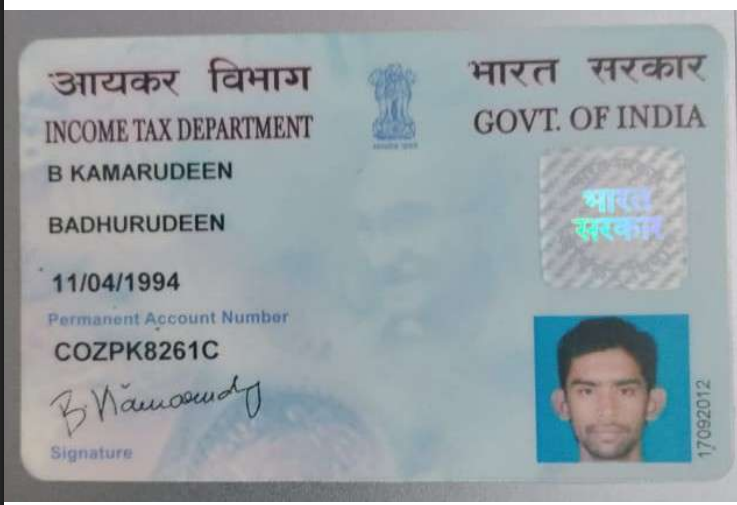 आयकर विभाग
INCOME TAX DEPARTMENT
भारत सरकार
GOVT. OF INDIA
B KAMARUDEEN
BADHURUDEEN
11/04/1994
Permanent Account Number
COZPK8261C
Signature
भारत
सरकार
17092012